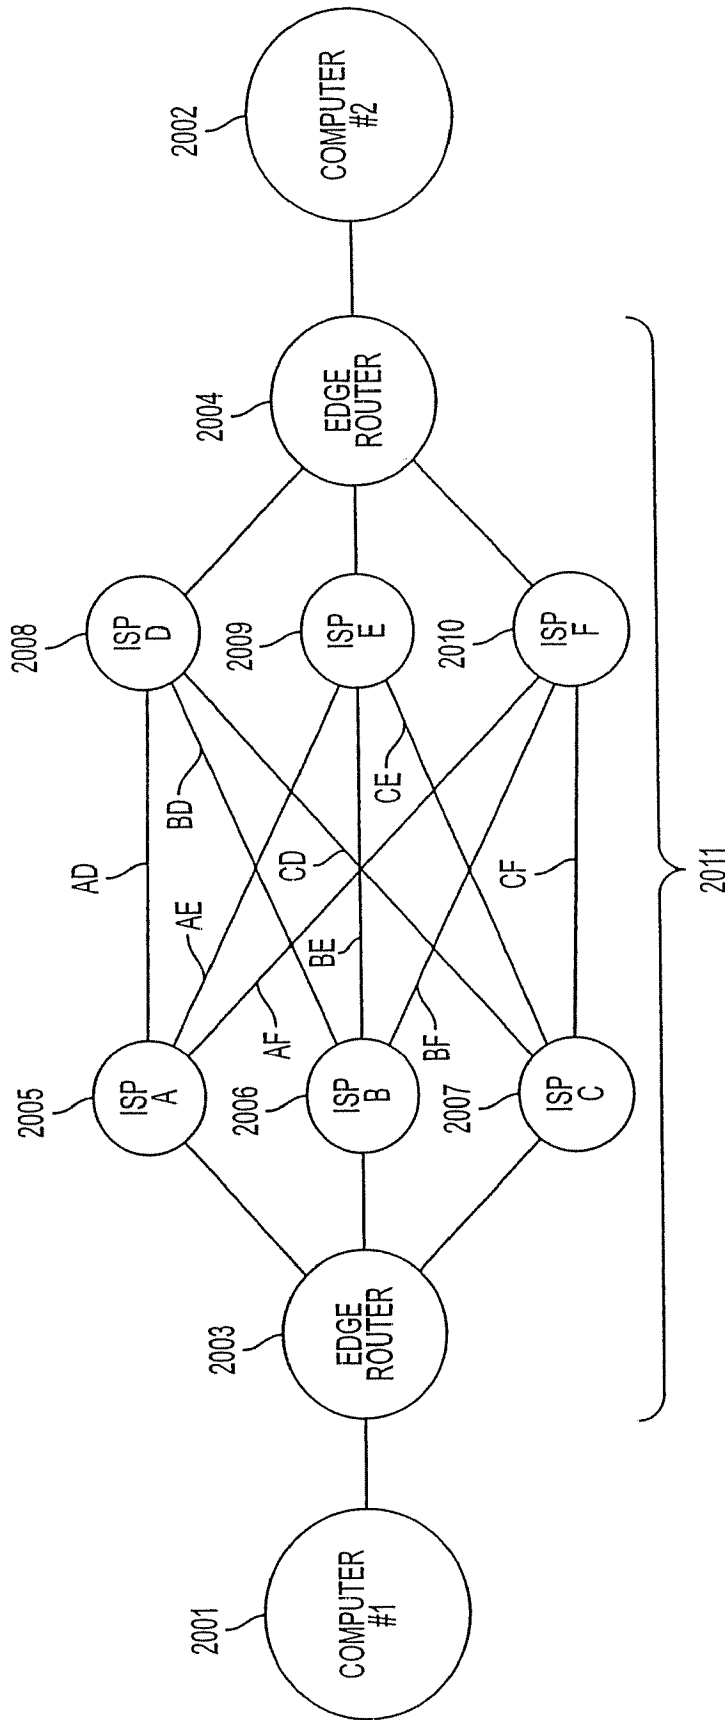 2001
COMPUTER
#1
2003
EDGE
ROUTER
2005
ISP
A
2006
ISP
B
2007
ISP
C
AD
AE
AF
BD
BE
BF
CD
CE
CF
2008
ISP
D
2009
ISP
E
2010
ISP
F
2004
EDGE
ROUTER
2002
COMPUTER
#2
2011